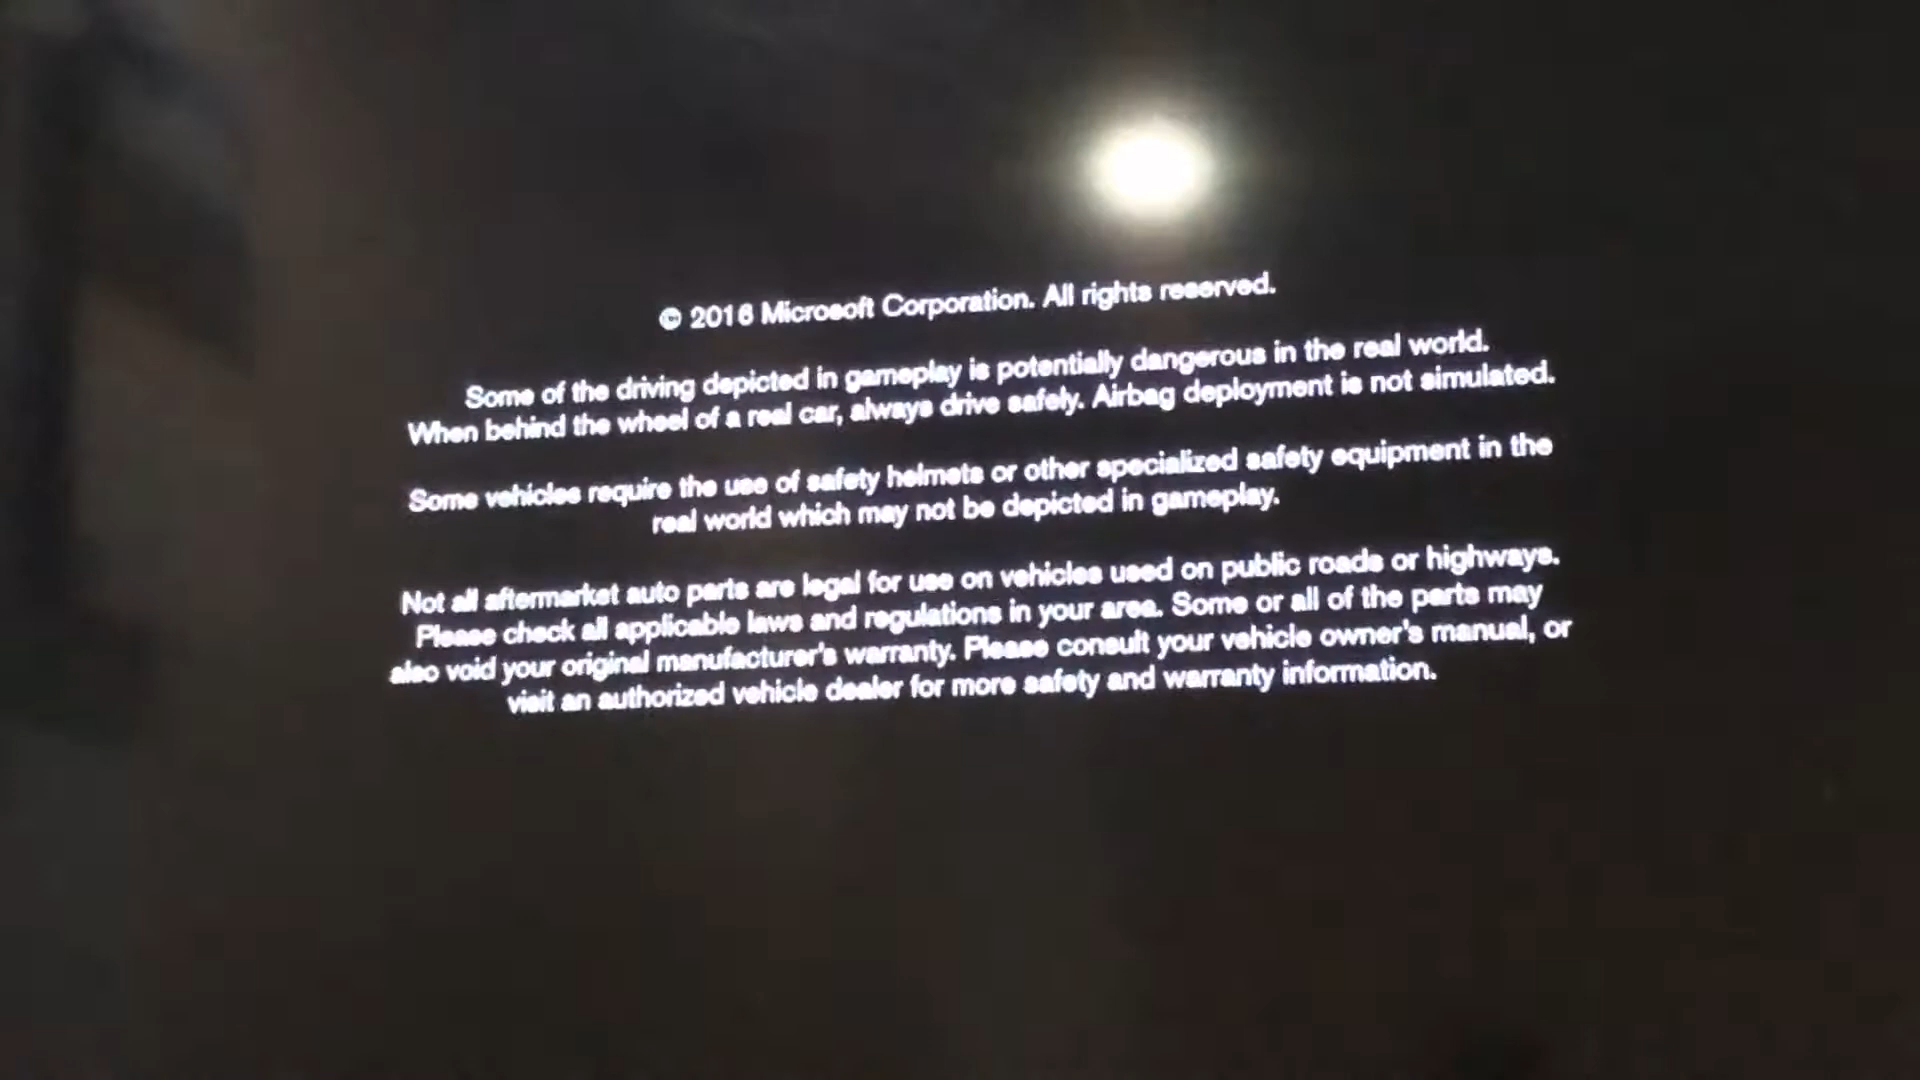 © 2016 Microsoft Corporation. All rights reserved.
Some of the driving depicted in gameplay is potentially dangerous in the real world.
When behind the wheel of a real car, always drive safely. Airbag deployment is not simulated.
Some vehicles require the use of safety helmets or other specialized safety equipment in the
real world which may not be depicted in gameplay.
Not all aftermarket auto parts are legal for use on vehicles used on public roads or highways.
Please check all applicable laws and regulations in your area. Some or all of the parts may
also void your original manufacturer's warranty. Please consult your vehicle owner's manual, or
visit an authorized vehicle dealer for more safety and warranty information.